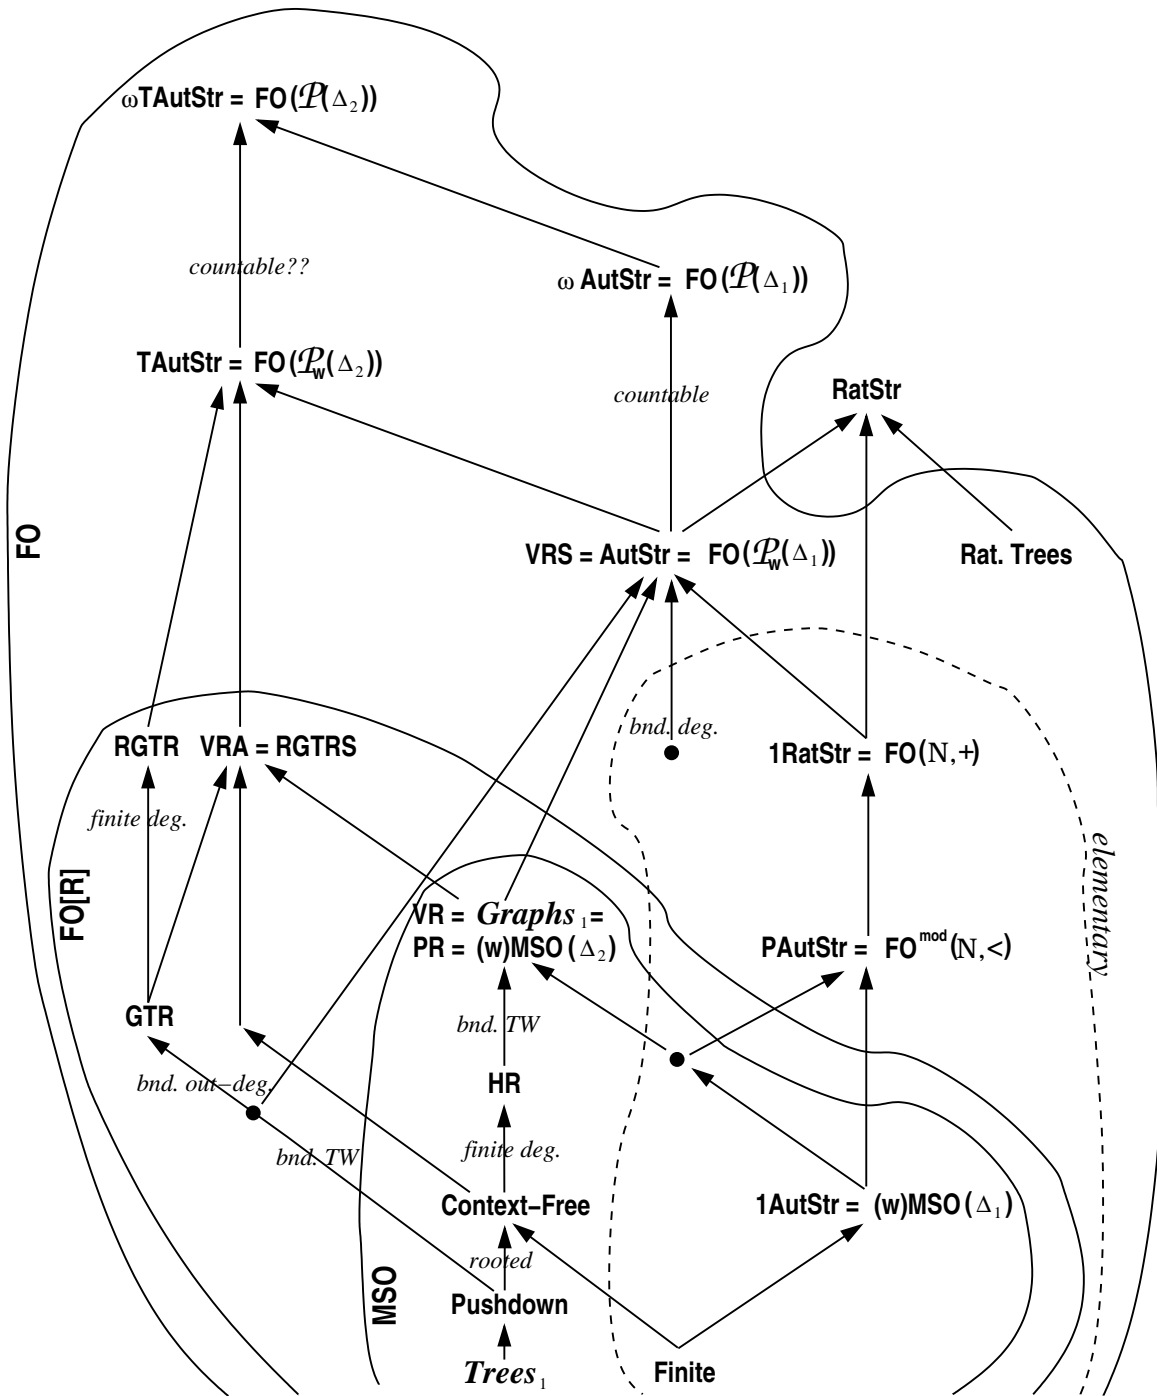 ωTAutStr = FO(𝒫(Δ₂))
countable??
ω AutStr = FO(𝒫(Δ₁))
TAutStr = FO(𝒫w(Δ₂))
countable
RatStr
FO
VRS = AutStr = FO(𝒫w(Δ₁))
Rat. Trees
bnd. deg.
RGTR
VRA = RGTRS
1RatStr = FO(N,+)
finite deg.
elementary
FO[R]
VR = Graphs₁ =
PR = (w)MSO(Δ₂)
PAutStr = FO^mod(N,<)
GTR
bnd. TW
bnd. out–deg.
HR
finite deg.
bnd. TW
Context–Free
1AutStr = (w)MSO(Δ₁)
rooted
MSO
Pushdown
Trees₁
Finite